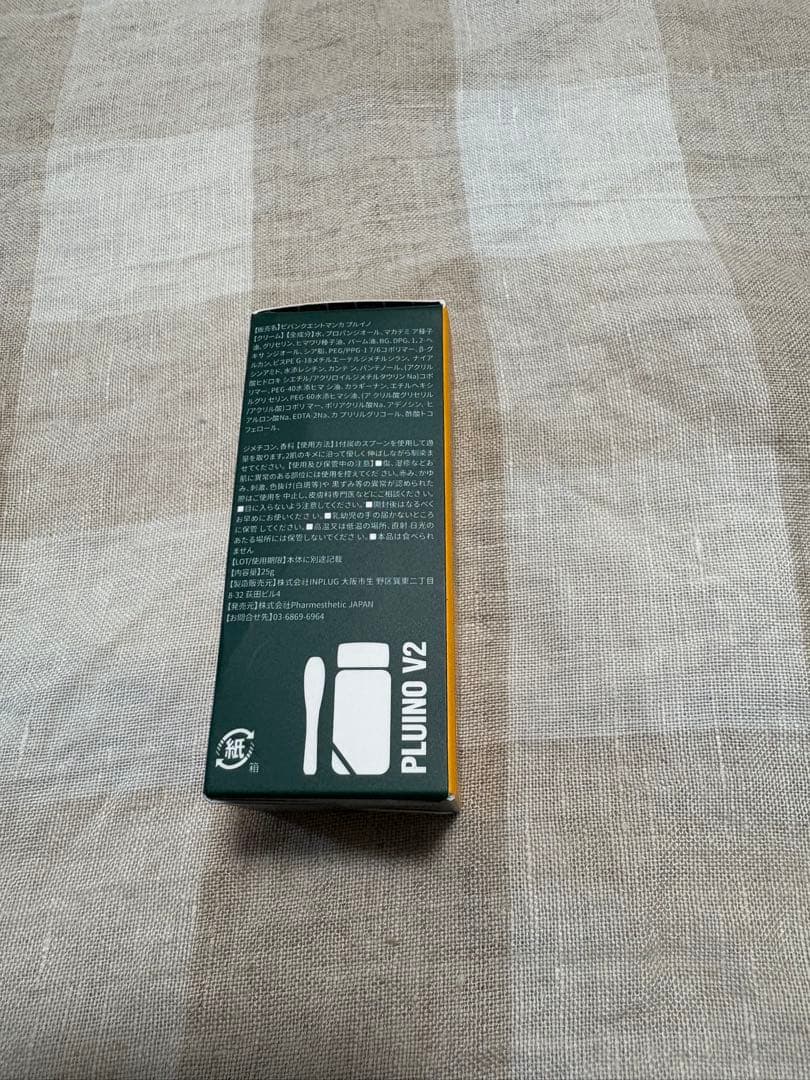 【販売名】ビバンクエントマンカ プルイノ
【クリーム】【全成分】水、プロパンジオール、マカデミ ア種子
油、グリセリン、ヒマワリ種子油、パーム油、BG、DPG、1,2-ヘ
キサ ンジオール、シア脂、PEG/PPG-1 7/6コポリマー、β-グ
ルカン、ビスPE G-18メチルエーテルジメチルシラン、ナイア
シンアミド、水添レシチン、カンテン、パンテノール、(アクリル
酸ヒドロキ シエチル/アクリロイルジメチルタウリン Na)コポ
リマー、PEG-40水添ヒマ シ油、カラギーナン、エチルヘキシ
ルグリ セリン、PEG-60水添ヒマシ油、(ア クリル酸グリセリル
/アクリル酸)コポリ マー、ポリアクリル酸Na、アデノシン、ヒ
アルロン酸Na、EDTA-2Na、カ プリリルグリコール、酢酸トコ
フェロール、
ジメチコン、香料【使用方法】1付属のスプーンを使用して適
量を取ります。2肌のキメに沿って優しく 伸ばしながら馴染ま
せてください。【使用及び保管中の注意】■傷、湿疹などお
肌に異常のある部位には使用を控えてくだ さい。赤み、かゆ
み、刺激、色抜け(白斑等)や 黒ずみ等の異常が認められた
際はご使用を 中止し、皮膚科専門医などにご相談くだ さい。
■目に入らないよう注意してください。■開封後はなるべく
お早めにお使いくださ い。■乳幼児の手の届かないところ
に保管 してください。■高温又は低温の場所、直射 日光の
あたる場所には保管しないでくださ い。■本品は食べられ
ません
【LOT/使用期限】本体に別途記載
【内容量】25g
【製造販売元】株式会社INPLUG 大阪市生 野区巽東二丁目
8-32 荻田ビル4
【発売元】株式会社Pharmesthetic JAPAN
【お問合せ先】03-6869-6964
PLUINO V2
紙
箱